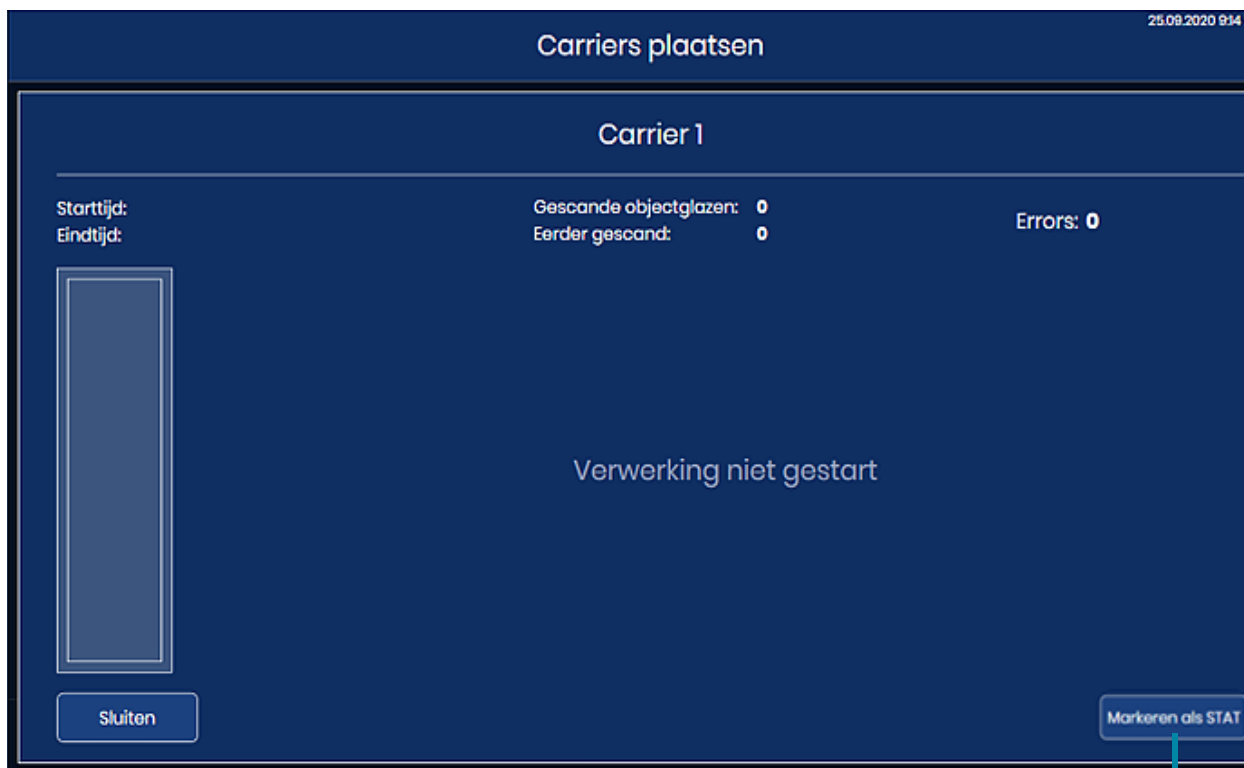 25.09.2020 9:14
Carriers plaatsen
Carrier 1
Starttijd:
Eindtijd:
Gescande objectglazen: 0
Eerder gescand: 0
Errors: 0
Verwerking niet gestart
Sluiten
Markeren als STAT